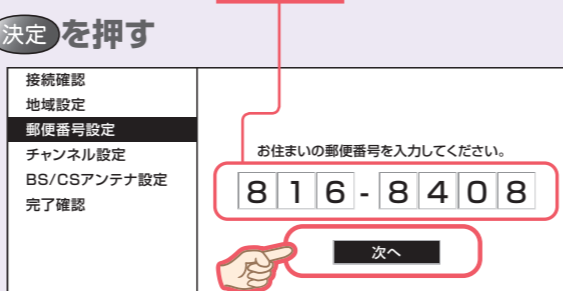 決定を押す
接続確認
地域設定
郵便番号設定
チャンネル設定
BS/CSアンテナ設定
完了確認
お住まいの郵便番号を入力してください。
816-8408
次へ